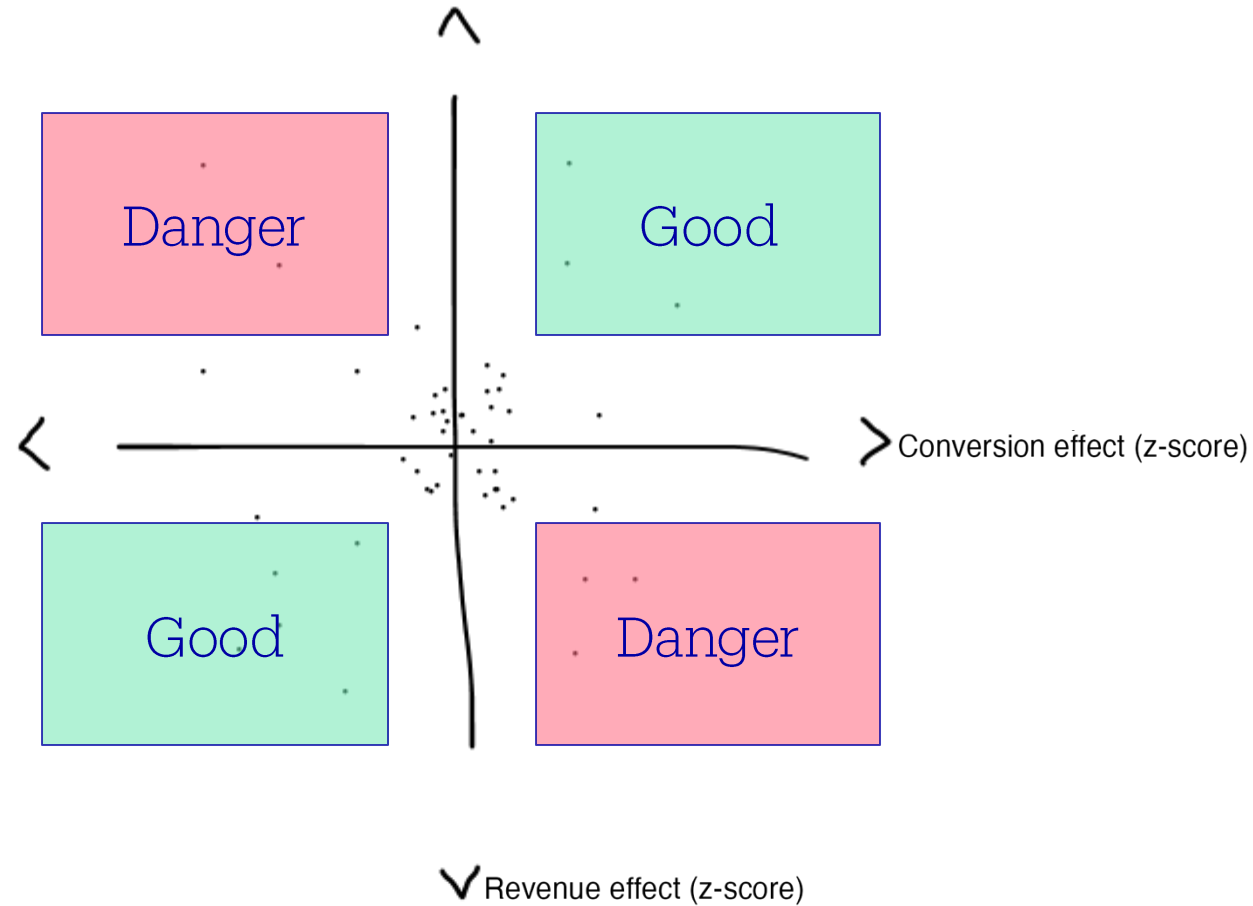 Danger
Good
Conversion effect (z-score)
Good
Danger
Revenue effect (z-score)